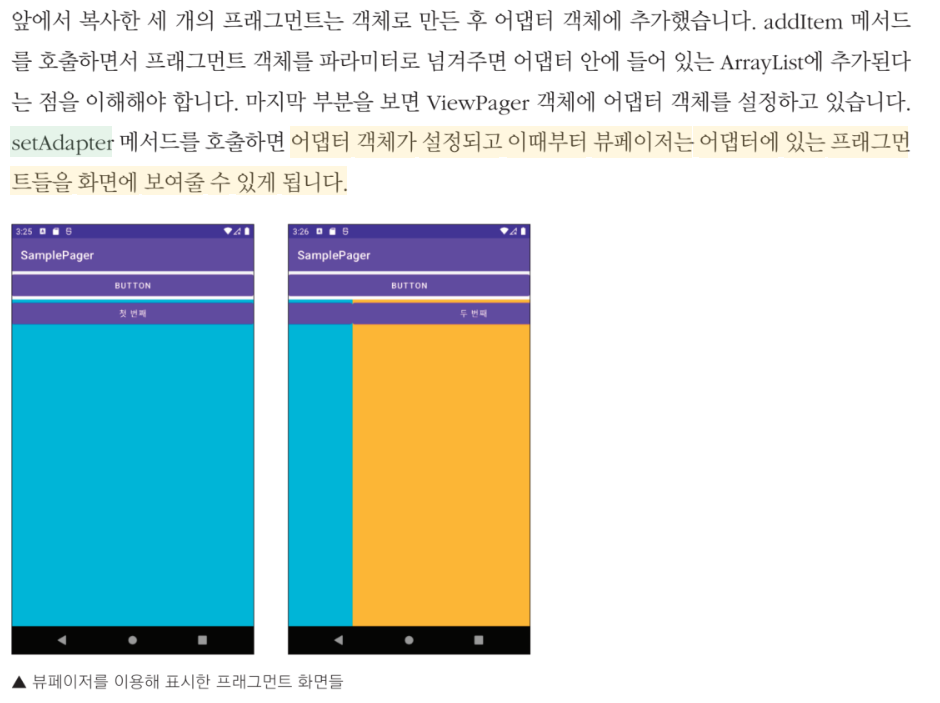 앞에서 복사한 세 개의 프래그먼트는 객체로 만든 후 어댑터 객체에 추가했습니다. addItem 메서드
를 호출하면서 프래그먼트 객체를 파라미터로 넘겨주면 어댑터 안에 들어 있는 ArrayList에 추가된다
는 점을 이해해야 합니다. 마지막 부분을 보면 ViewPager 객체에 어댑터 객체를 설정하고 있습니다.
setAdapter 메서드를 호출하면 어댑터 객체가 설정되고 이때부터 뷰페이저는 어댑터에 있는 프래그먼
트들을 화면에 보여줄 수 있게 됩니다.
3:25
SamplePager
BUTTON
첫 번째
3:26
SamplePager
BUTTON
두 번째
▲ 뷰페이저를 이용해 표시한 프래그먼트 화면들